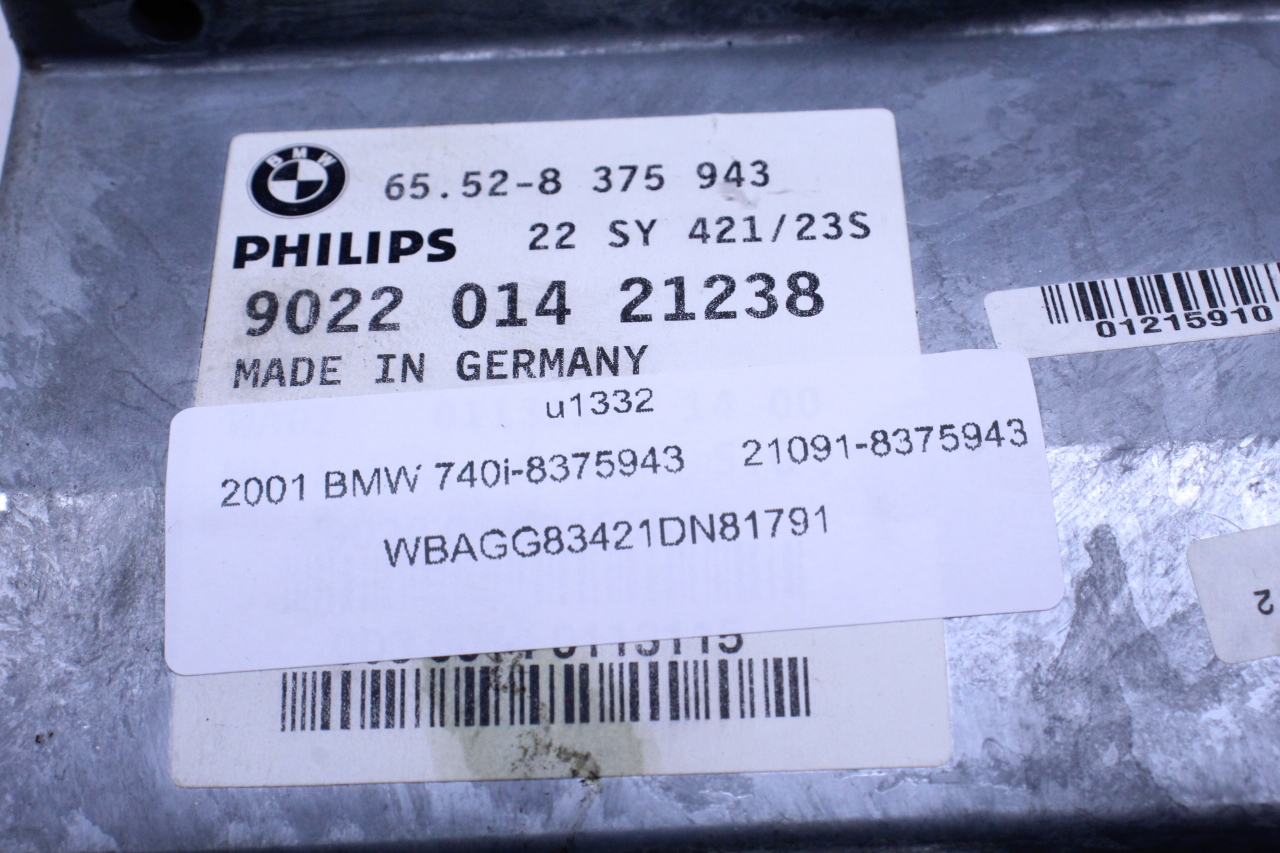 BMW
65.52-8 375 943
PHILIPS 22 SY 421/23S
9022 014 21238
MADE IN GERMANY
01215910
u1332
2001 BMW 740i-8375943 21091-8375943
WBAGG83421DN81791
2